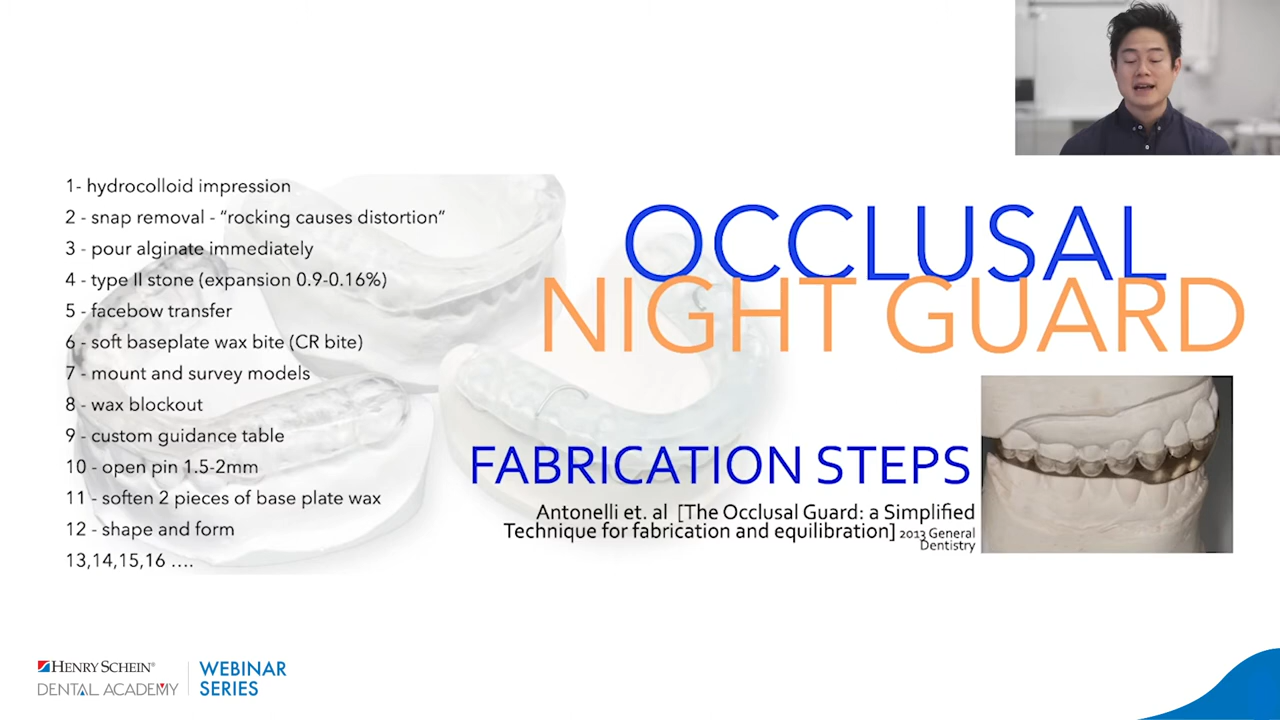 1- hydrocolloid impression
2 - snap removal - “rocking causes distortion”
3 - pour alginate immediately
4 - type II stone (expansion 0.9-0.16%)
5 - facebow transfer
6 - soft baseplate wax bite (CR bite)
7 - mount and survey models
8 - wax blockout
9 - custom guidance table
10 - open pin 1.5-2mm
11 - soften 2 pieces of base plate wax
12 - shape and form
13,14,15,16 ....
OCCLUSAL
NIGHT GUARD
FABRICATION STEPS
Antonelli et. al [The Occlusal Guard: a Simplified
Technique for fabrication and equilibration] 2013 General
Dentistry
HENRY SCHEIN®
DENTAL ACADEMY
WEBINAR
SERIES